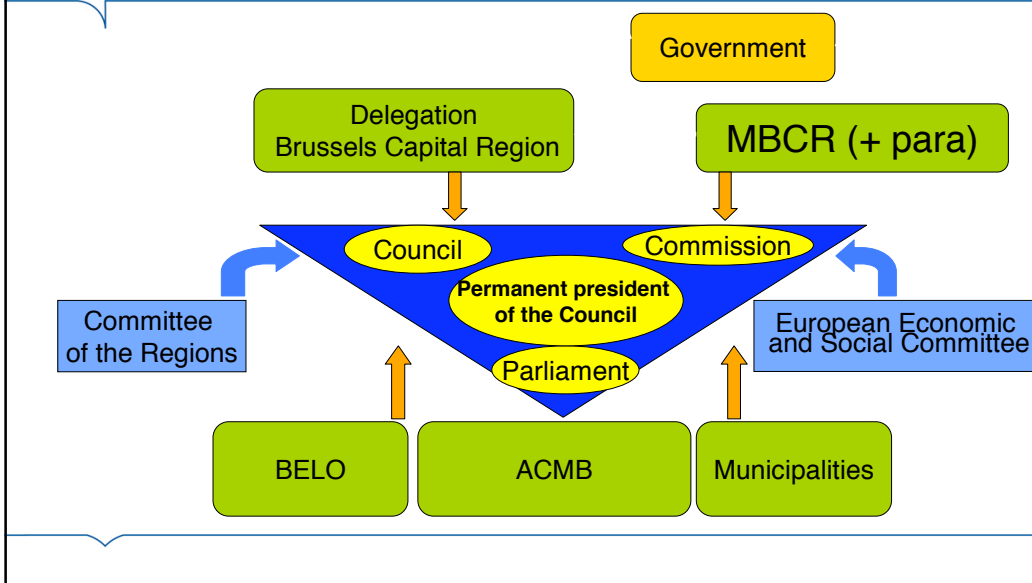 Government
Delegation
Brussels Capital Region
MBCR (+ para)
Council
Commission
Permanent president
of the Council
Committee
of the Regions
European Economic
and Social Committee
Parliament
BELO
ACMB
Municipalities